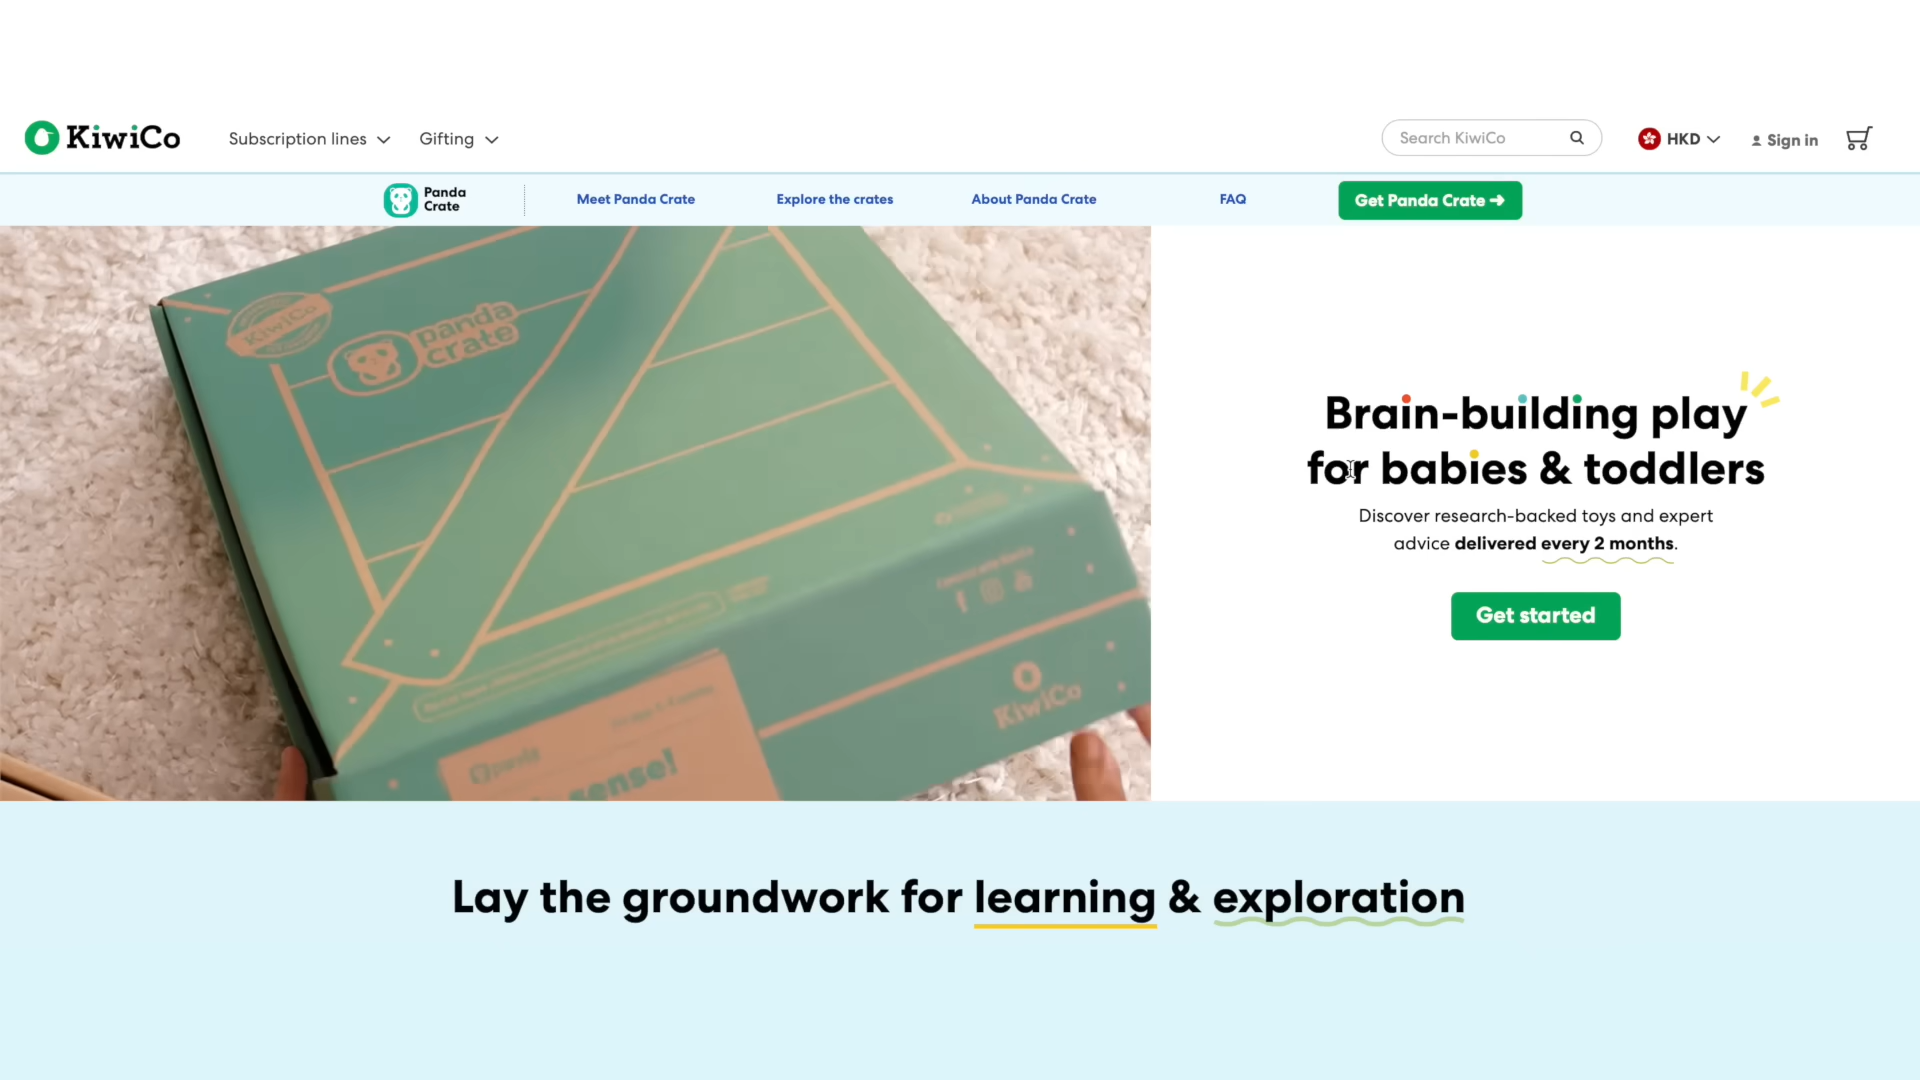 KiwiCo
Subscription lines
Gifting
Search KiwiCo
HKD
Sign in
Panda
Crate
Meet Panda Crate
Explore the crates
About Panda Crate
FAQ
Get Panda Crate
KiwiCo
panda
crate
Brain-building play
for babies & toddlers
Discover research-backed toys and expert
advice delivered every 2 months.
Get started
KiwiCo
panda
sense!
Lay the groundwork for learning & exploration